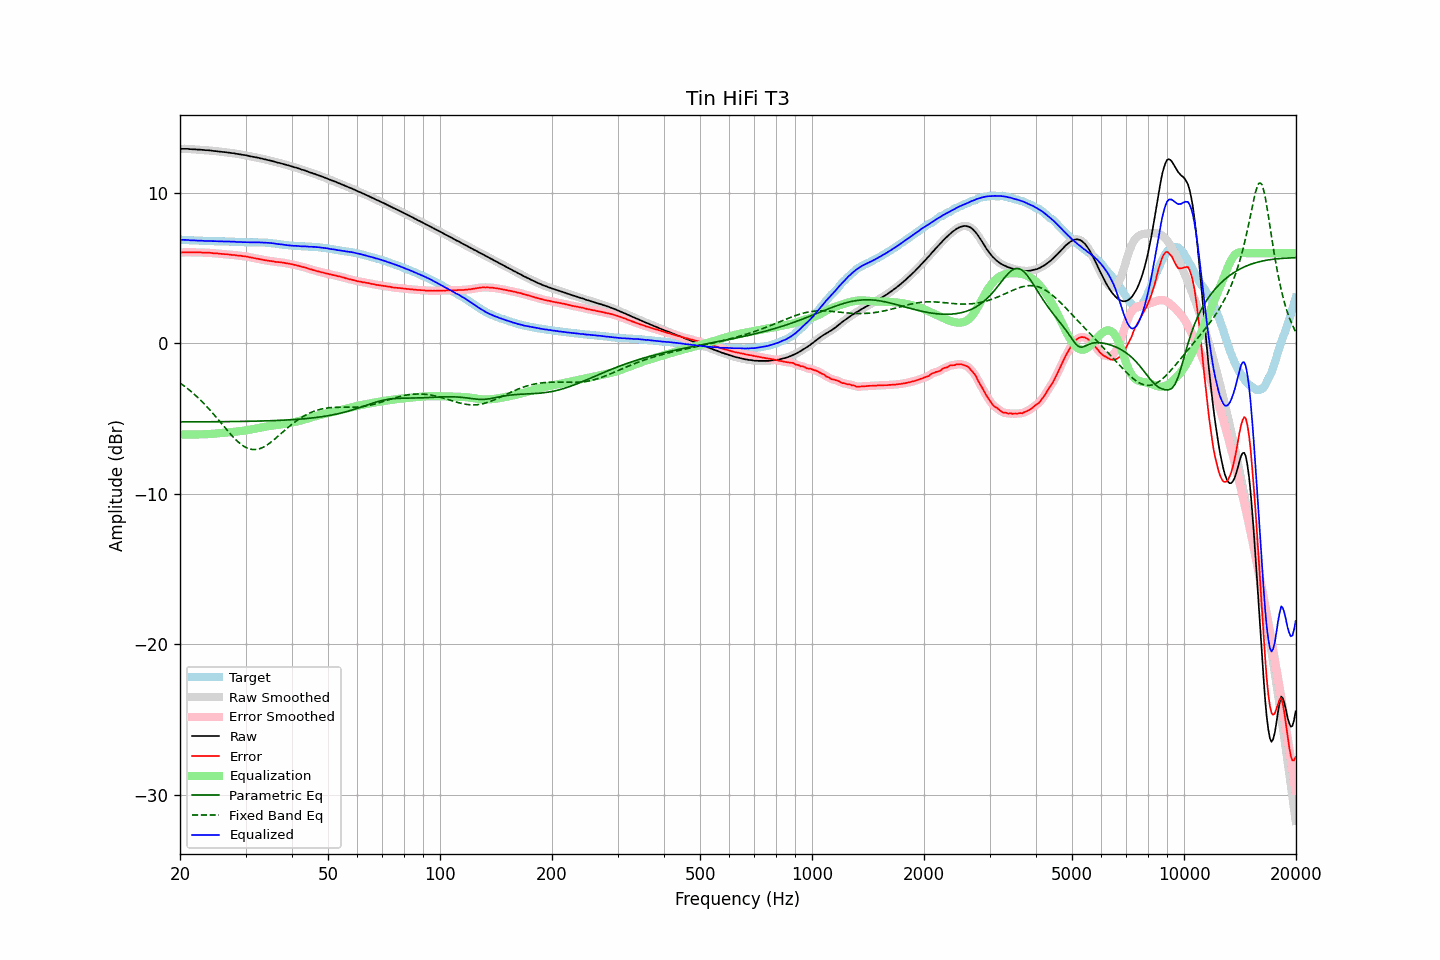 Tin HiFi T3
Amplitude (dBr)
10
0
−10
−20
−30
Target
Raw Smoothed
Error Smoothed
Raw
Error
Equalization
Parametric Eq
Fixed Band Eq
Equalized
20 50 100 200 500 1000 2000 5000 10000 20000
Frequency (Hz)